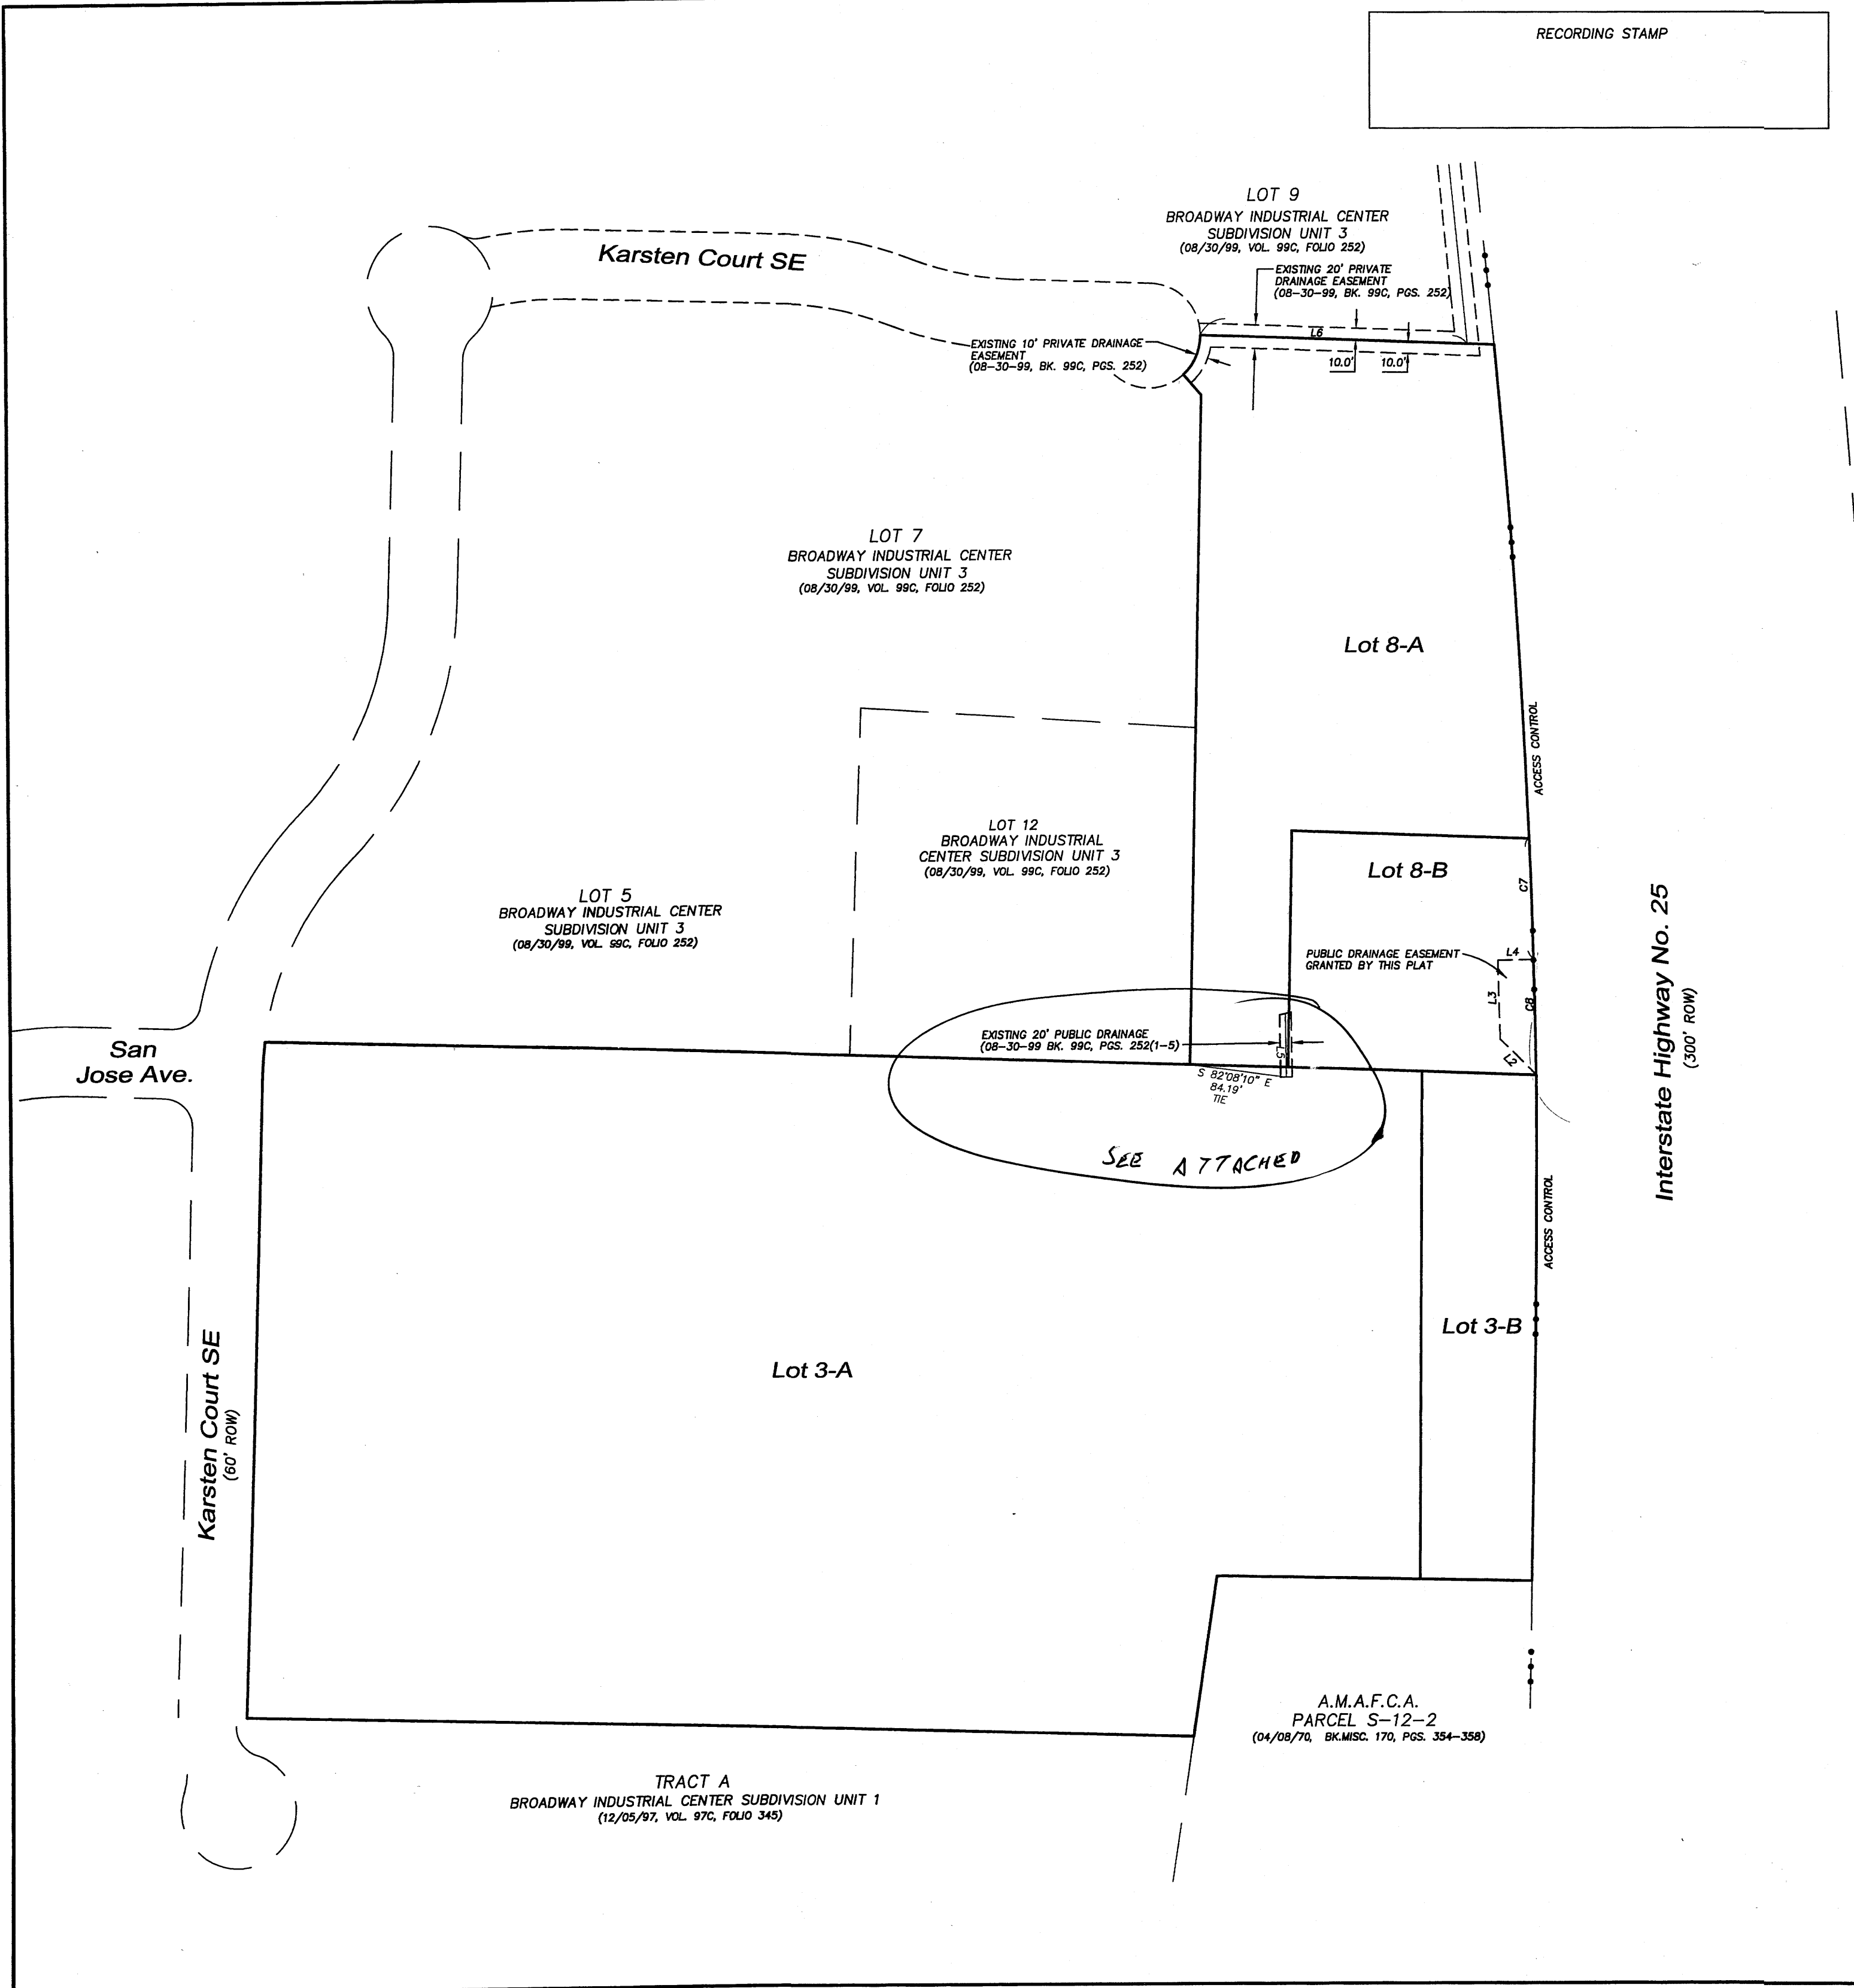 RECORDING STAMP
LOT 9
BROADWAY INDUSTRIAL CENTER
SUBDIVISION UNIT 3
(08/30/99, VOL. 99C, FOLIO 252)
Karsten Court SE
EXISTING 20' PRIVATE
DRAINAGE EASEMENT
(08-30-99, BK. 99C, PGS. 252)
L6
EXISTING 10' PRIVATE DRAINAGE
EASEMENT
(08-30-99, BK. 99C, PGS. 252)
10.0'
10.0'
LOT 7
BROADWAY INDUSTRIAL CENTER
SUBDIVISION UNIT 3
(08/30/99, VOL. 99C, FOLIO 252)
Lot 8-A
ACCESS CONTROL
LOT 12
BROADWAY INDUSTRIAL
CENTER SUBDIVISION UNIT 3
(08/30/99, VOL. 99C, FOLIO 252)
Lot 8-B
C7
LOT 5
BROADWAY INDUSTRIAL CENTER
SUBDIVISION UNIT 3
(08/30/99, VOL. 99C, FOLIO 252)
PUBLIC DRAINAGE EASEMENT
GRANTED BY THIS PLAT
L4
L3
C8
L2
Interstate Highway No. 25
(300' ROW)
San
Jose Ave.
EXISTING 20' PUBLIC DRAINAGE
(08-30-99 BK. 99C, PGS. 252(1-5)
L5
S 82°08'10" E
84.19'
TIE
SEE ATTACHED
ACCESS CONTROL
Lot 3-B
Lot 3-A
Karsten Court SE
(60' ROW)
A.M.A.F.C.A.
PARCEL S-12-2
(04/08/70, BK.MISC. 170, PGS. 354-358)
TRACT A
BROADWAY INDUSTRIAL CENTER SUBDIVISION UNIT 1
(12/05/97, VOL. 97C, FOLIO 345)